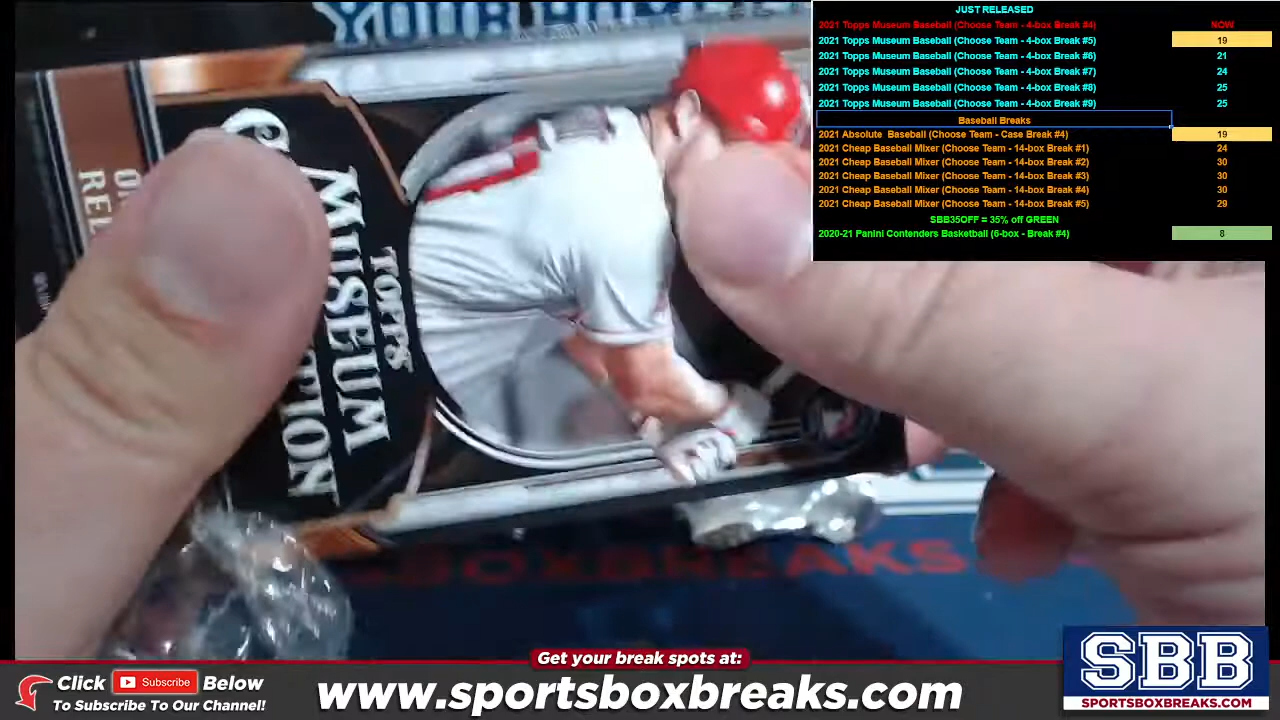 JUST RELEASED
2021 Topps Museum Baseball (Choose Team - 4-box Break #4) NOW
2021 Topps Museum Baseball (Choose Team - 4-box Break #5) 19
2021 Topps Museum Baseball (Choose Team - 4-box Break #6) 21
2021 Topps Museum Baseball (Choose Team - 4-box Break #7) 24
2021 Topps Museum Baseball (Choose Team - 4-box Break #8) 25
2021 Topps Museum Baseball (Choose Team - 4-box Break #9) 25
Baseball Breaks
2021 Absolute Baseball (Choose Team - Case Break #4) 19
2021 Cheap Baseball Mixer (Choose Team - 14-box Break #1) 24
2021 Cheap Baseball Mixer (Choose Team - 14-box Break #2) 30
2021 Cheap Baseball Mixer (Choose Team - 14-box Break #3) 30
2021 Cheap Baseball Mixer (Choose Team - 14-box Break #4) 30
2021 Cheap Baseball Mixer (Choose Team - 14-box Break #5) 29
SBB35OFF = 35% off GREEN
2020-21 Panini Contenders Basketball (6-box - Break #4) 8
YOUR
TOPPS
MUSEUM
Get your break spots at:
Click Subscribe Below
To Subscribe To Our Channel!
www.sportsboxbreaks.com
SBB
SPORTSBOXBREAKS.COM